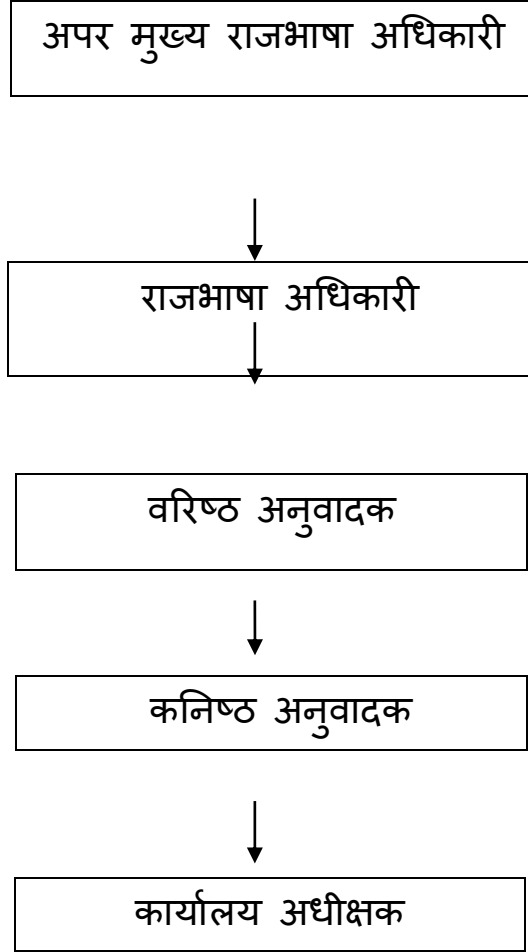 अपर मुख्य राजभाषा अधिकारी
राजभाषा अधिकारी
वरिष्ठ अनुवादक
कनिष्ठ अनुवादक
कार्यालय अधीक्षक